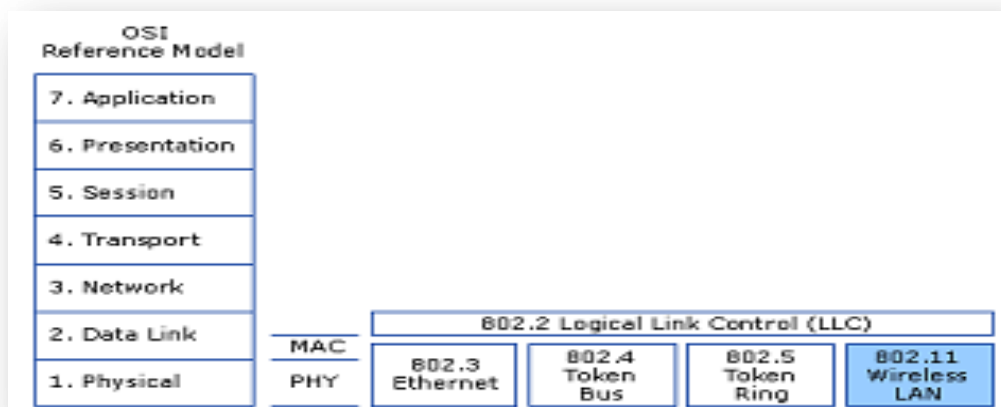 OSI
Reference Model
7. Application
6. Presentation
5. Session
4. Transport
3. Network
2. Data Link
1. Physical
MAC
PHY
802.2 Logical Link Control (LLC)
802.3
Ethernet
802.4
Token
Bus
802.5
Token
Ring
802.11
Wireless
LAN